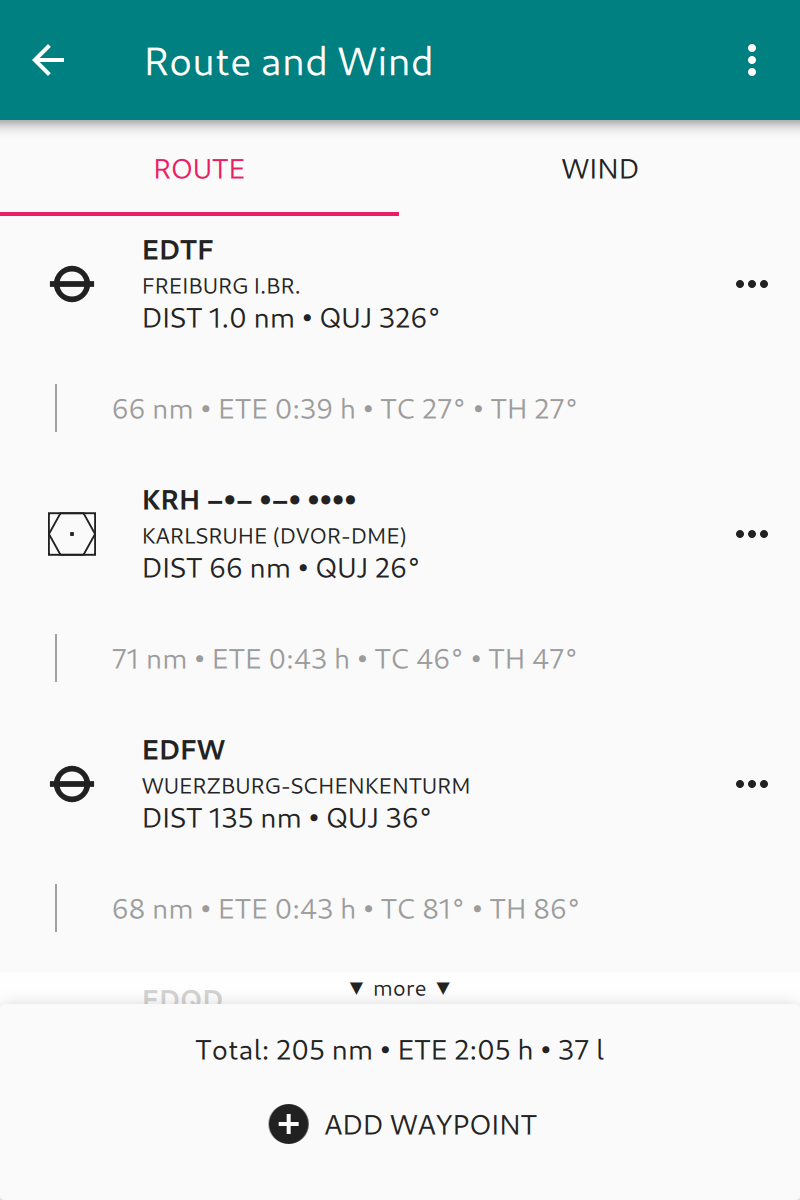 Route and Wind
ROUTE
WIND
EDTF
FREIBURG I.BR.
DIST 1.0 nm • QUJ 326°
66 nm • ETE 0:39 h • TC 27° • TH 27°
KRH –•– •–• ••••
KARLSRUHE (DVOR-DME)
DIST 66 nm • QUJ 26°
71 nm • ETE 0:43 h • TC 46° • TH 47°
EDFW
WUERZBURG-SCHENKENTURM
DIST 135 nm • QUJ 36°
68 nm • ETE 0:43 h • TC 81° • TH 86°
▼ more ▼
EDQD
Total: 205 nm • ETE 2:05 h • 37 l
ADD WAYPOINT